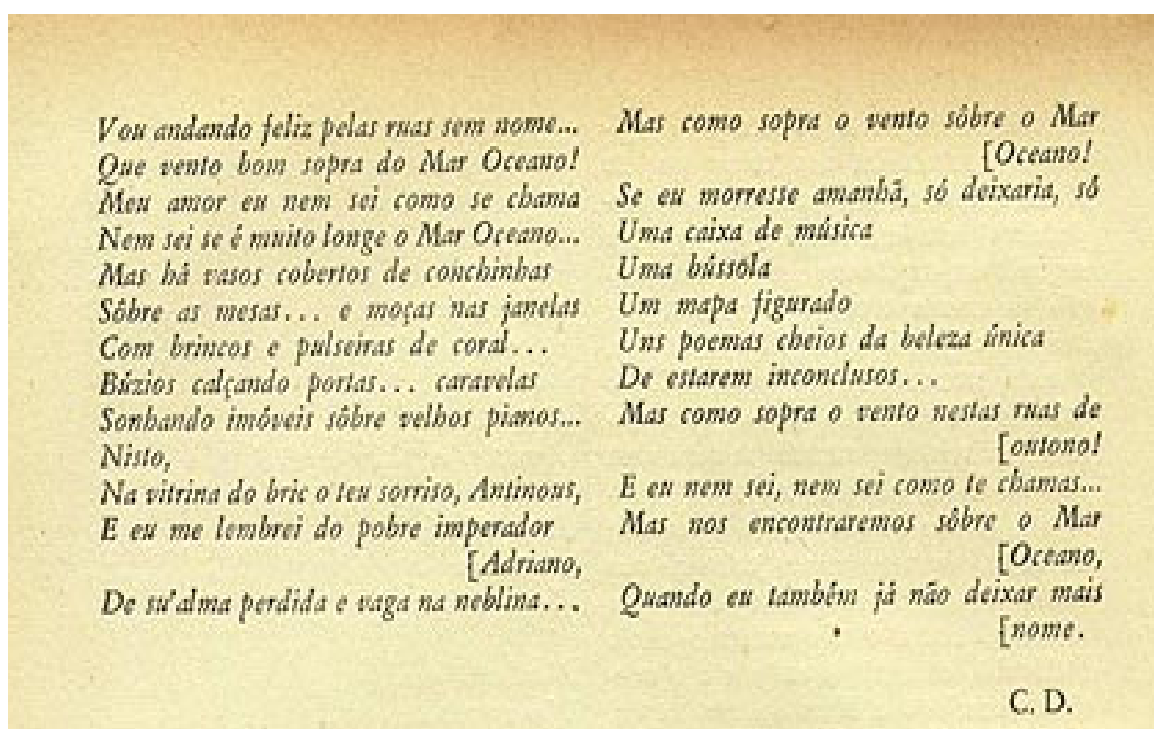 Vou andando feliz pelas ruas sem nome...
Que vento bom sopra do Mar Oceano!
Meu amor eu nem sei como se chama
Nem sei se é muito longe o Mar Oceano...
Mas há vasos cobertos de conchinhas
Sôbre as mesas... e moças nas janelas
Com brincos e pulseiras de coral...
Búzios calçando portas... caravelas
Sonhando imóveis sôbre velhos pianos...
Nisto,
Na vitrina do bric o teu sorriso, Antinous,
E eu me lembrei do pobre imperador
[Adriano,
De su'alma perdida e vaga na neblina...
Mas como sopra o vento sôbre o Mar
[Oceano!
Se eu morresse amanhã, só deixaria, só
Uma caixa de música
Uma bússola
Um mapa figurado
Uns poemas cheios da beleza única
De estarem inconclusos...
Mas como sopra o vento nestas ruas de
[outono!
E eu nem sei, nem sei como te chamas...
Mas nos encontraremos sôbre o Mar
[Oceano,
Quando eu também já não deixar mais
[nome.
C. D.